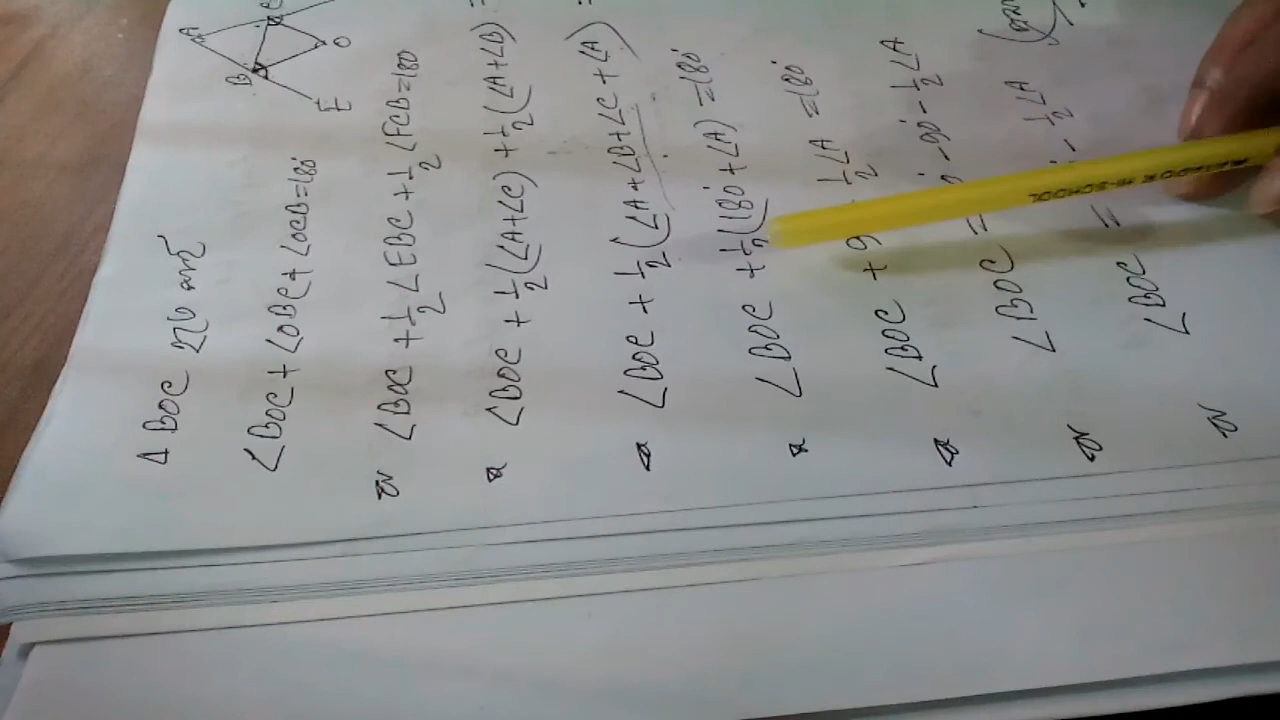 A
B
C
O
E
Δ BOC
∠BOC + ∠OBC + ∠OCB = 180°
∠BOC + 1/2 ∠EBC + 1/2 ∠FCB = 180
∠BOC + 1/2 (∠A+∠C) + 1/2 (∠A+∠B) =
∠BOC + 1/2 (∠A+∠B+∠C + ∠A) =
∠BOC + 1/2 (180° + ∠A) = 180°
∠BOC + 9 1/2 ∠A = 180°
∠BOC = - 90° - 1/2 ∠A
∠BOC = - 1/2 ∠A